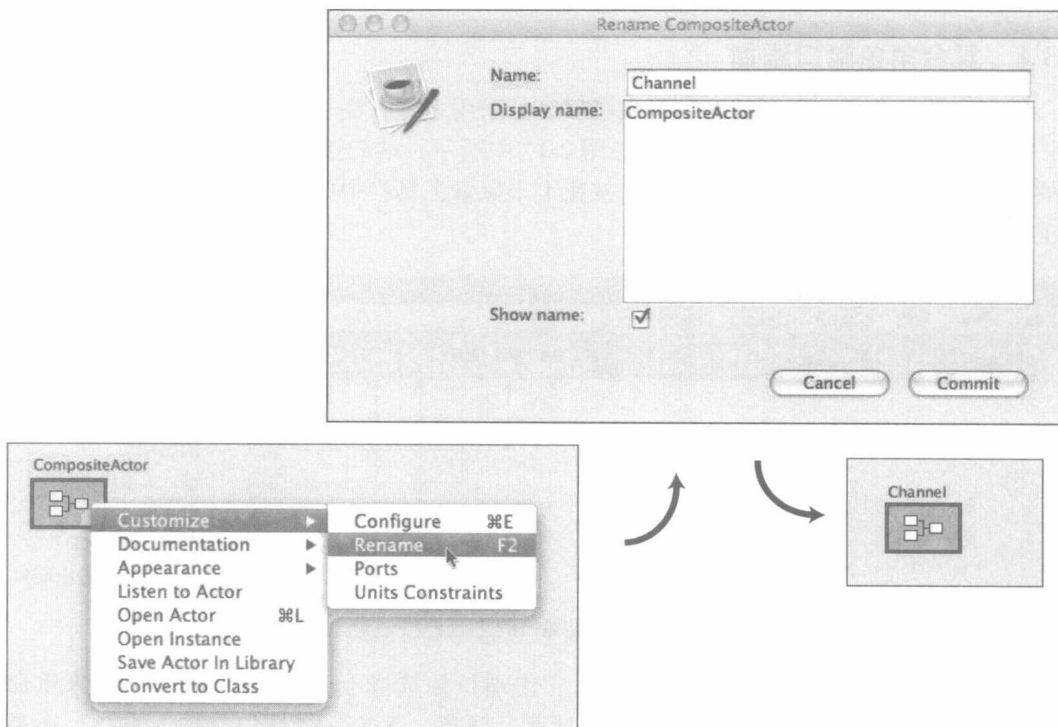 Rename CompositeActor
Name:
Channel
Display name:
CompositeActor
Show name:
Cancel
Commit
CompositeActor
Customize
Documentation
Appearance
Listen to Actor
Open Actor ⌘L
Open Instance
Save Actor In Library
Convert to Class
Configure ⌘E
Rename F2
Ports
Units Constraints
Channel